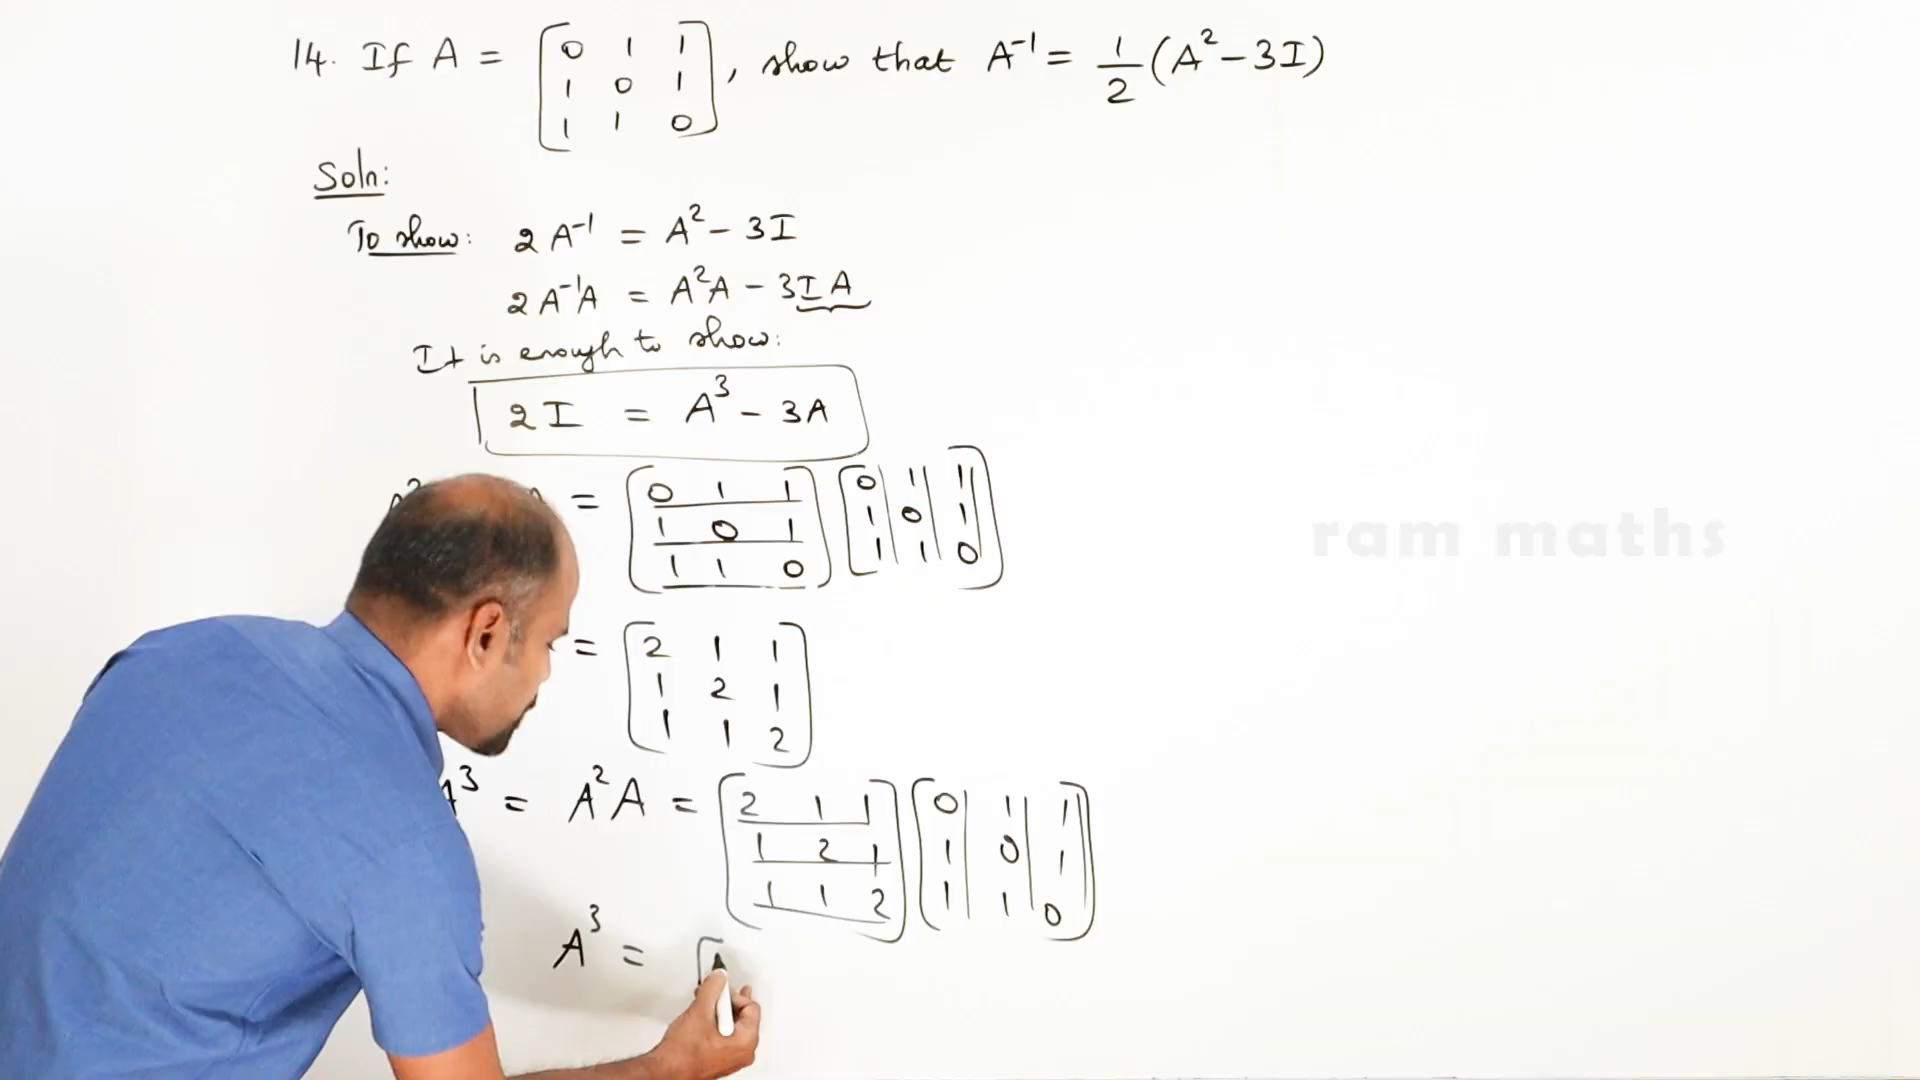 14. If A = [0 1 1
1 0 1
1 1 0], show that A⁻¹ = 1/2 (A² - 3I)
Soln:
To show: 2A⁻¹ = A² - 3I
2A⁻¹A = A²A - 3IA
It is enough to show:
2I = A³ - 3A
= [0 1 1 [0 1 1
1 0 1 1 0 1
1 1 0] 1 1 0]
ram maths
= [2 1 1
1 2 1
1 1 2]
A³ = A²A = [2 1 1 [0 1 1
1 2 1 1 0 1
1 1 2] 1 1 0]
A³ = [